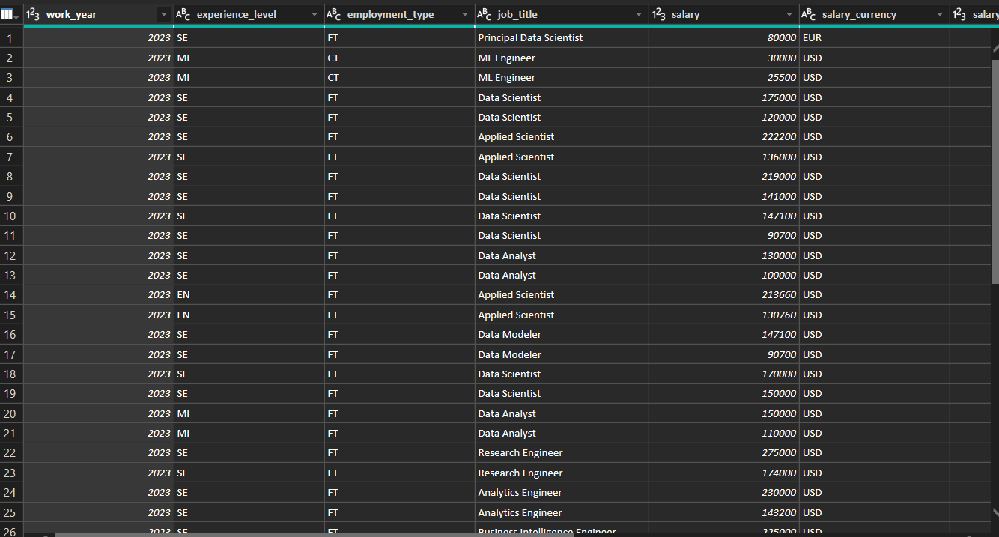 1²3 work_year ABC experience_level ABC employment_type ABC job_title 1²3 salary ABC salary_currency 1²3 salary
1 2023 SE FT Principal Data Scientist 80000 EUR
2 2023 MI CT ML Engineer 30000 USD
3 2023 MI CT ML Engineer 25500 USD
4 2023 SE FT Data Scientist 175000 USD
5 2023 SE FT Data Scientist 120000 USD
6 2023 SE FT Applied Scientist 222200 USD
7 2023 SE FT Applied Scientist 136000 USD
8 2023 SE FT Data Scientist 219000 USD
9 2023 SE FT Data Scientist 141000 USD
10 2023 SE FT Data Scientist 147100 USD
11 2023 SE FT Data Scientist 90700 USD
12 2023 SE FT Data Analyst 130000 USD
13 2023 SE FT Data Analyst 100000 USD
14 2023 EN FT Applied Scientist 213660 USD
15 2023 EN FT Applied Scientist 130760 USD
16 2023 SE FT Data Modeler 147100 USD
17 2023 SE FT Data Modeler 90700 USD
18 2023 SE FT Data Scientist 170000 USD
19 2023 SE FT Data Scientist 150000 USD
20 2023 MI FT Data Analyst 150000 USD
21 2023 MI FT Data Analyst 110000 USD
22 2023 SE FT Research Engineer 275000 USD
23 2023 SE FT Research Engineer 174000 USD
24 2023 SE FT Analytics Engineer 230000 USD
25 2023 SE FT Analytics Engineer 143200 USD
26 2023 SE FT Business Intelligence Engineer 225000 USD